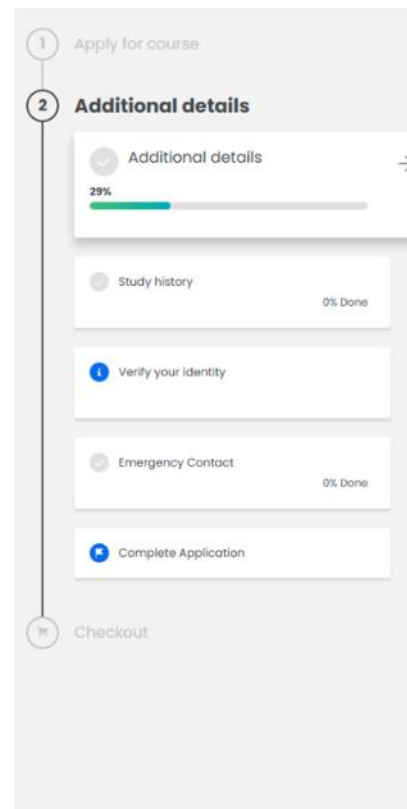 1
Apply for course
2
Additional details
Additional details
29%
Study history
0% Done
i
Verify your identity
Emergency Contact
0% Done
Complete Application
Checkout